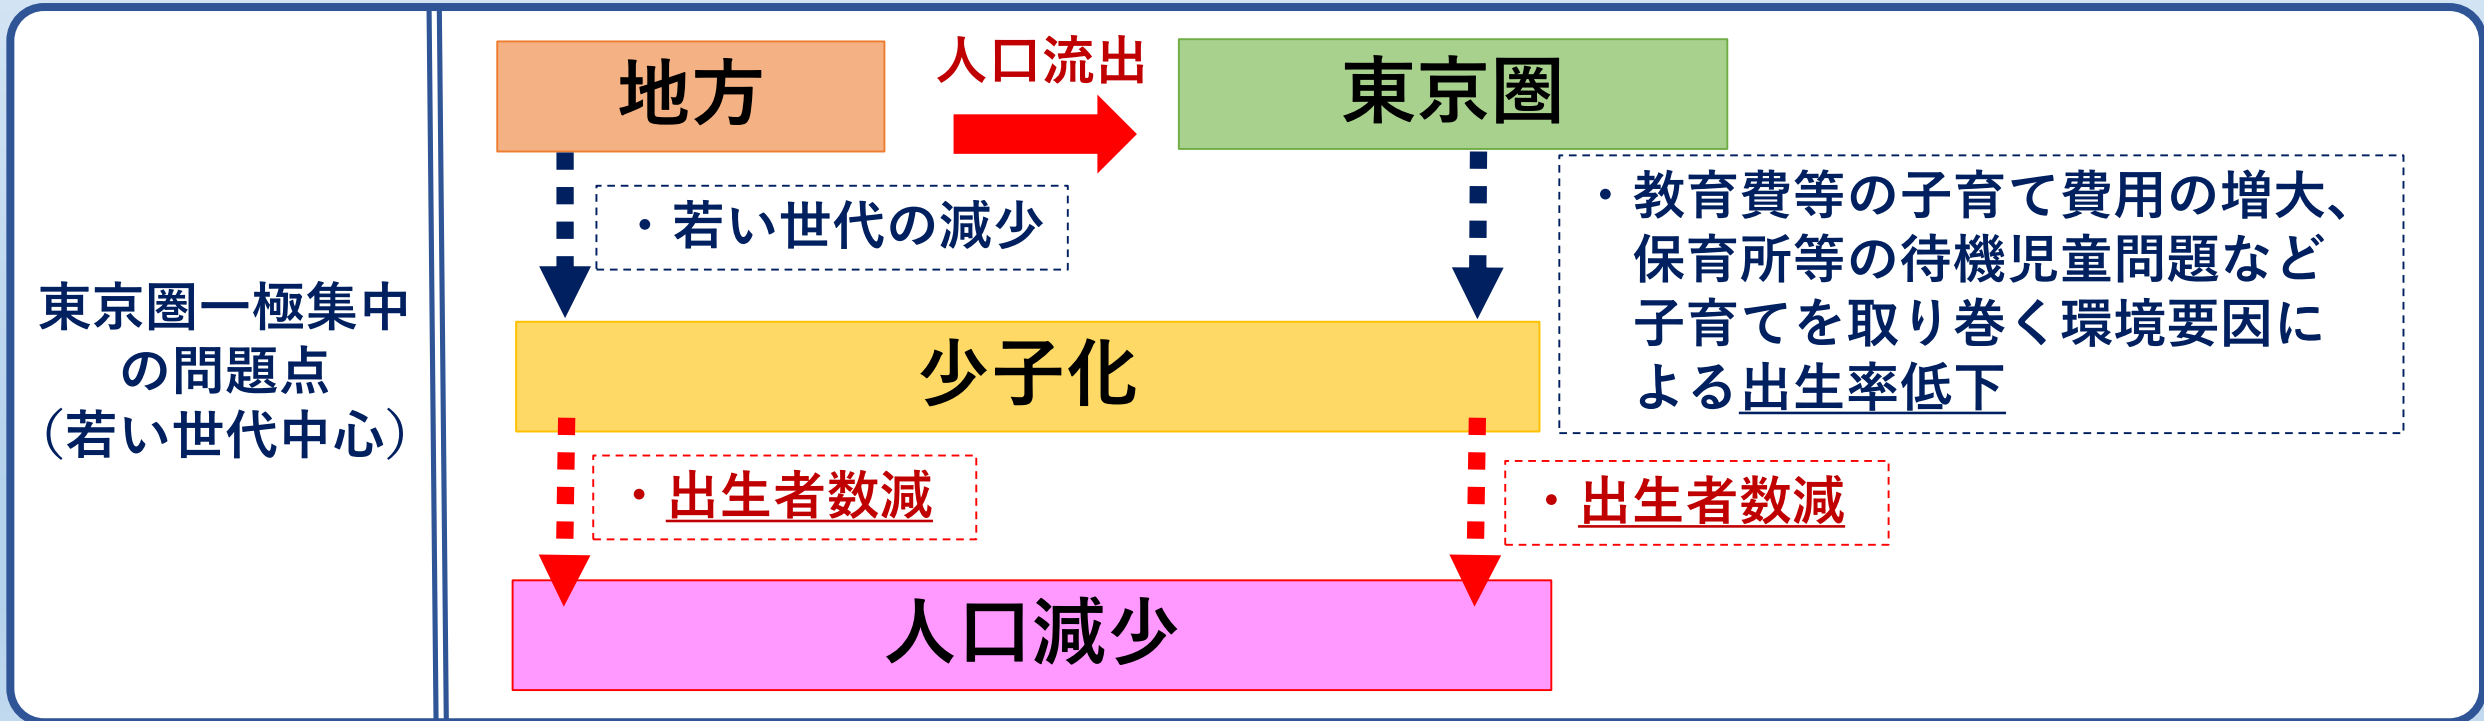 東京圏一極集中
の問題点
（若い世代中心）
地方
人口流出
東京圏
・若い世代の減少
・教育費等の子育て費用の増大、
保育所等の待機児童問題など
子育てを取り巻く環境要因に
よる出生率低下
少子化
・出生者数減
・出生者数減
人口減少